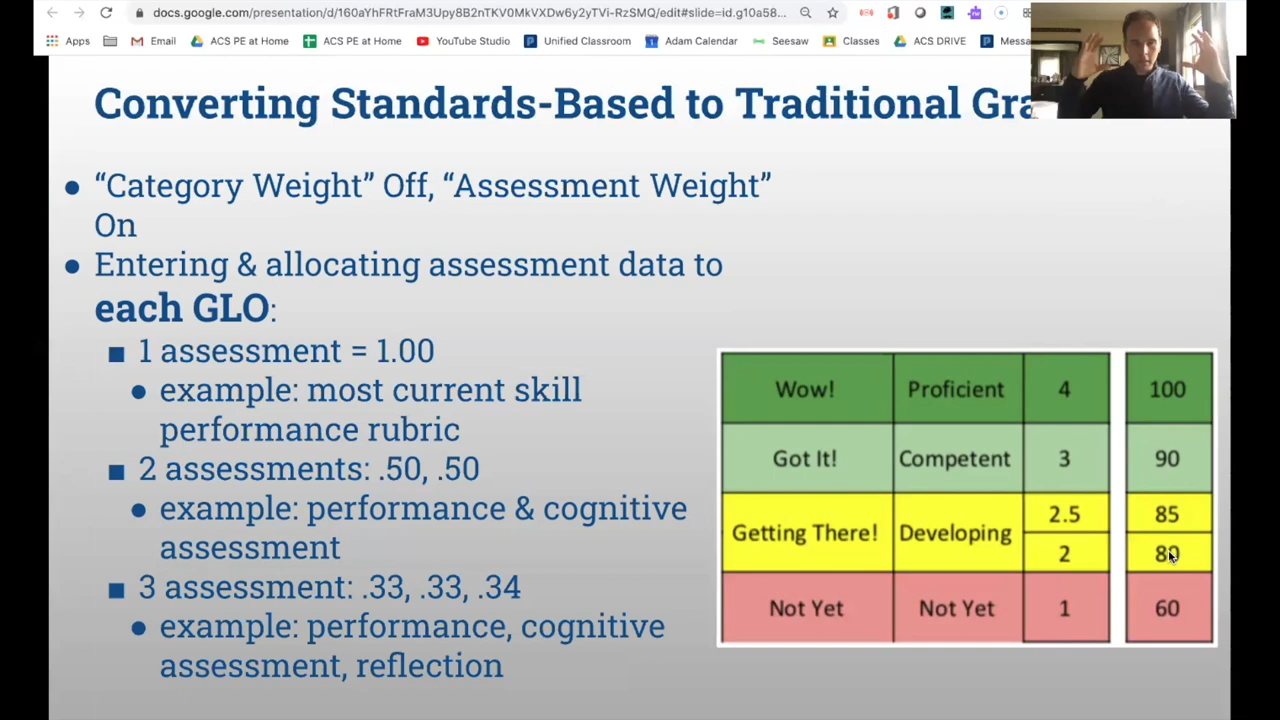 docs.google.com/presentation/d/160aYhFRtFraM3Upy8B2nTKV0MkVXDw6y2yTVi-RzSMQ/edit#slide=id.g10a58...
Apps Email ACS PE at Home ACS PE at Home YouTube Studio Unified Classroom Adam Calendar Seesaw Classes ACS DRIVE Messa
Converting Standards-Based to Traditional Gra
● “Category Weight” Off, “Assessment Weight”
On
● Entering & allocating assessment data to
each GLO:
■ 1 assessment = 1.00
● example: most current skill
performance rubric
■ 2 assessments: .50, .50
● example: performance & cognitive
assessment
■ 3 assessment: .33, .33, .34
● example: performance, cognitive
assessment, reflection
Wow! Proficient 4 100
Got It! Competent 3 90
Getting There! Developing 2.5 85
2 80
Not Yet Not Yet 1 60